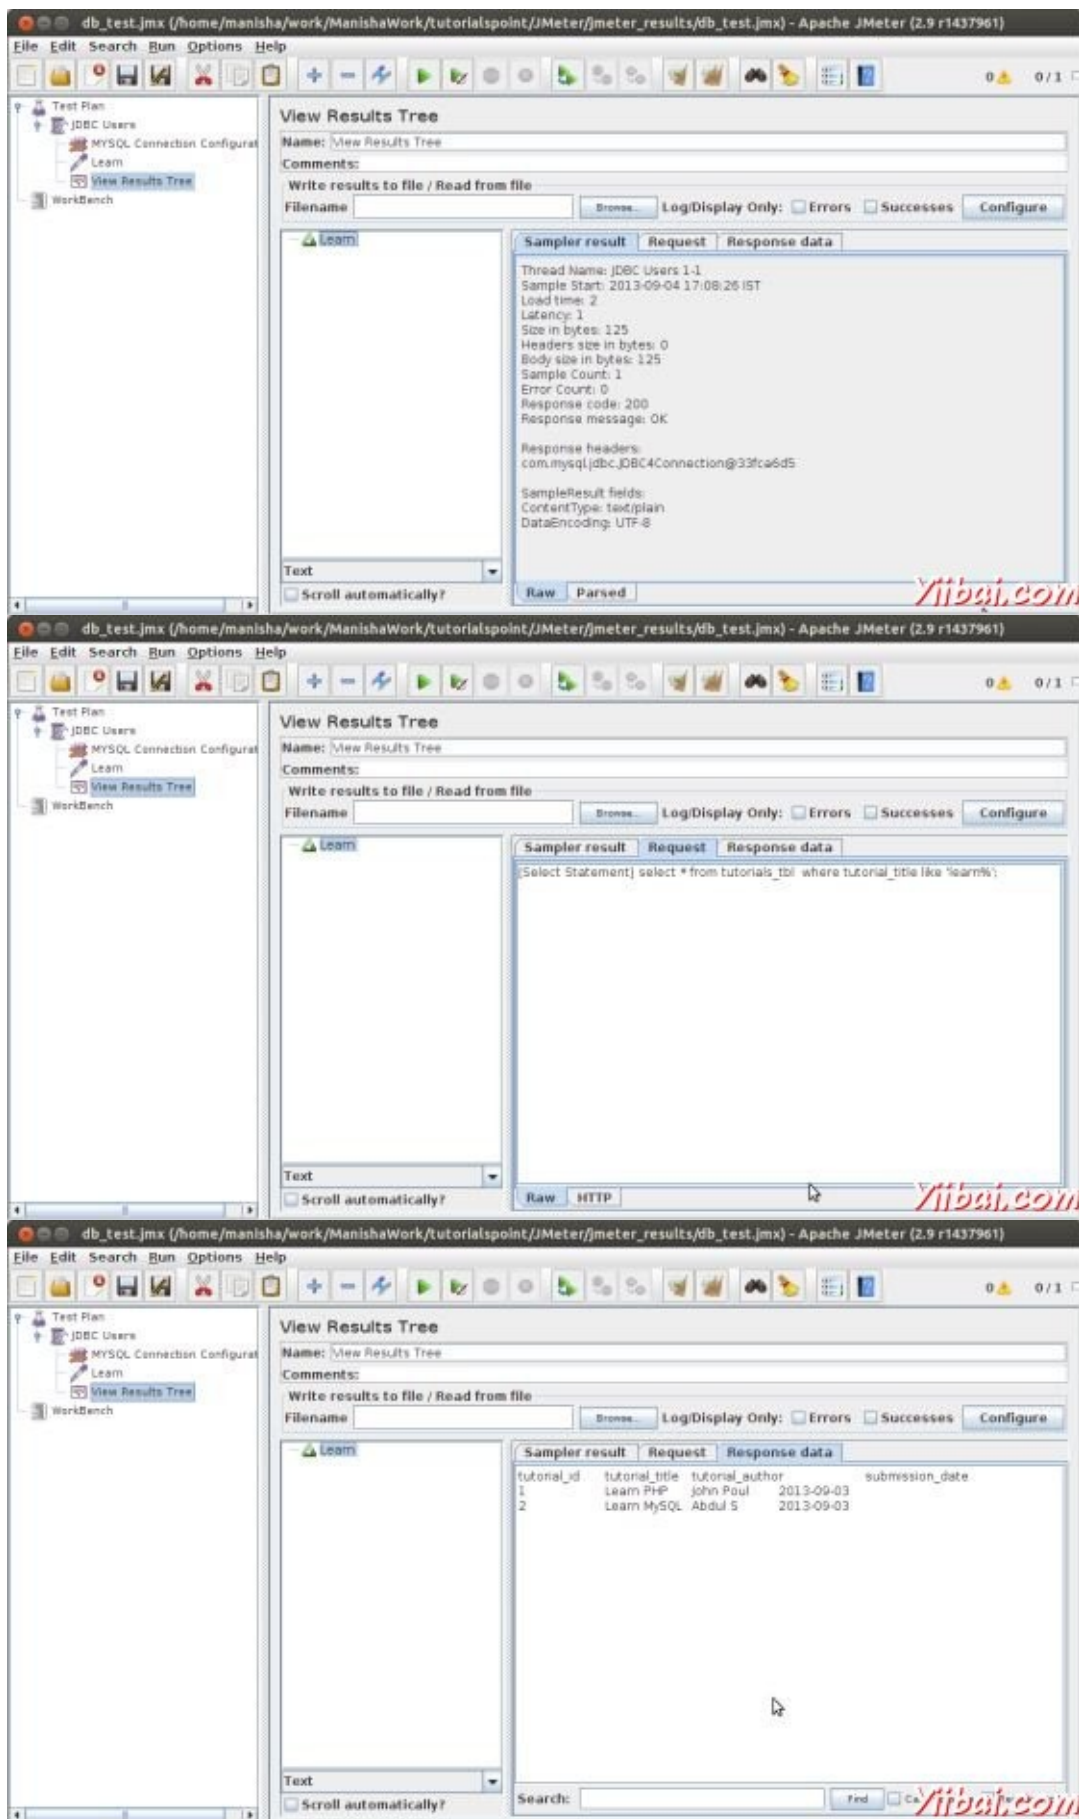 db_test.jmx (/home/manisha/work/ManishaWork/tutorialspoint/JMeter/jmeter_results/db_test.jmx) - Apache JMeter (2.9 r1437961)
File Edit Search Run Options Help
0 0 / 1
Test Plan
JDBC Users
MYSQL Connection Configurat
Learn
View Results Tree
WorkBench
View Results Tree
Name: View Results Tree
Comments:
Write results to file / Read from file
Filename Browse... Log/Display Only: Errors Successes Configure
Learn
Sampler result Request Response data
Thread Name: JDBC Users 1-1
Sample Start: 2013-09-04 17:08:26 IST
Load time: 2
Latency: 1
Size in bytes: 125
Headers size in bytes: 0
Body size in bytes: 125
Sample Count: 1
Error Count: 0
Response code: 200
Response message: OK
Response headers:
com.mysql.jdbc.JDBC4Connection@33fca6d5
SampleResult fields:
ContentType: text/plain
DataEncoding: UTF-8
Text
Scroll automatically?
Raw Parsed
Yiibai.com
db_test.jmx (/home/manisha/work/ManishaWork/tutorialspoint/JMeter/jmeter_results/db_test.jmx) - Apache JMeter (2.9 r1437961)
File Edit Search Run Options Help
0 0 / 1
Test Plan
JDBC Users
MYSQL Connection Configurat
Learn
View Results Tree
WorkBench
View Results Tree
Name: View Results Tree
Comments:
Write results to file / Read from file
Filename Browse... Log/Display Only: Errors Successes Configure
Learn
Sampler result Request Response data
[Select Statement] select * from tutorials_tbl where tutorial_title like 'learn%';
Text
Scroll automatically?
Raw HTTP
Yiibai.com
db_test.jmx (/home/manisha/work/ManishaWork/tutorialspoint/JMeter/jmeter_results/db_test.jmx) - Apache JMeter (2.9 r1437961)
File Edit Search Run Options Help
0 0 / 1
Test Plan
JDBC Users
MYSQL Connection Configurat
Learn
View Results Tree
WorkBench
View Results Tree
Name: View Results Tree
Comments:
Write results to file / Read from file
Filename Browse... Log/Display Only: Errors Successes Configure
Learn
Sampler result Request Response data
tutorial_id tutorial_title tutorial_author submission_date
1 Learn PHP John Poul 2013-09-03
2 Learn MySQL Abdul S 2013-09-03
Text
Scroll automatically?
Search: Find
Yiibai.com